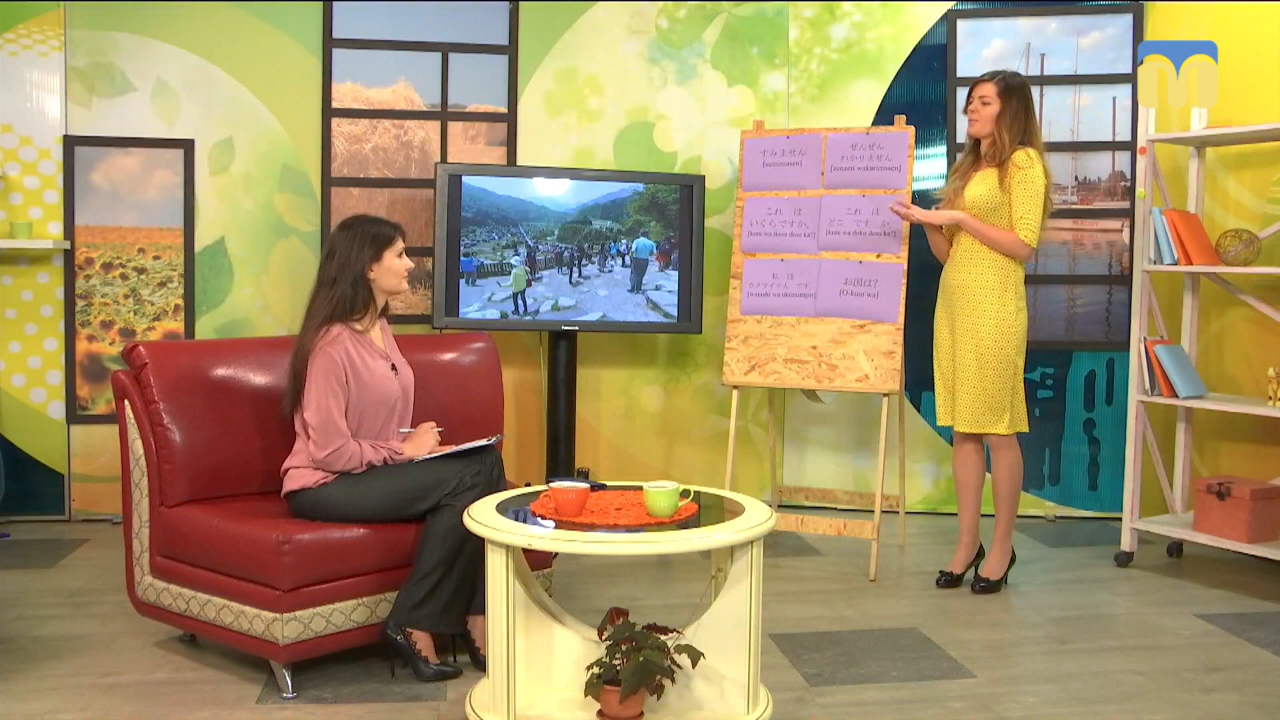 すみません
[sumimasen]
ぜんぜん
わかりません
[zenzen wakarimasen]
これ は
いくらですか。
[kore wa ikura desu ka?]
これ は
どこ です か
[kore wa doko desu ka?]
私 は
ウクライナ人 です。
[watashi wa ukurainajin]
お国は?
[O-kuni wa]
Panasonic
M